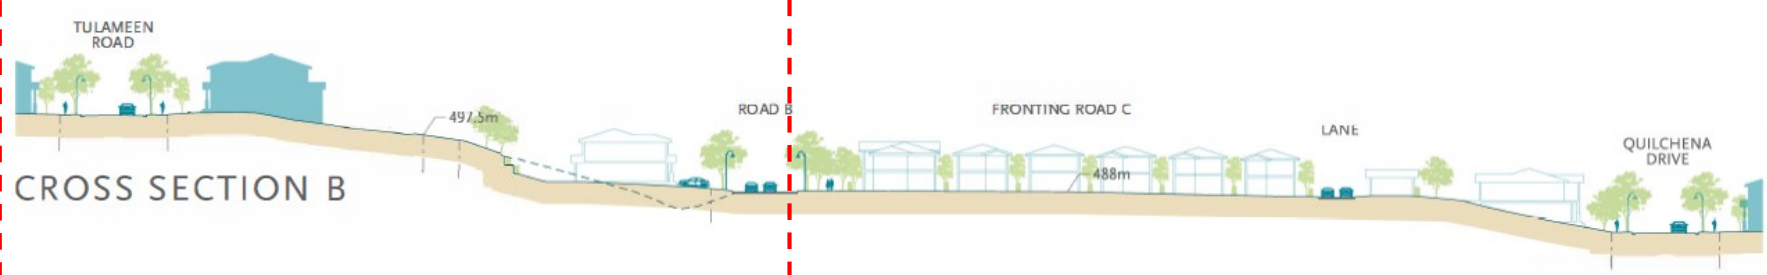 TULAMEEN
ROAD
497.5m
ROAD B
FRONTING ROAD C
LANE
QUILCHENA
DRIVE
488m
CROSS SECTION B